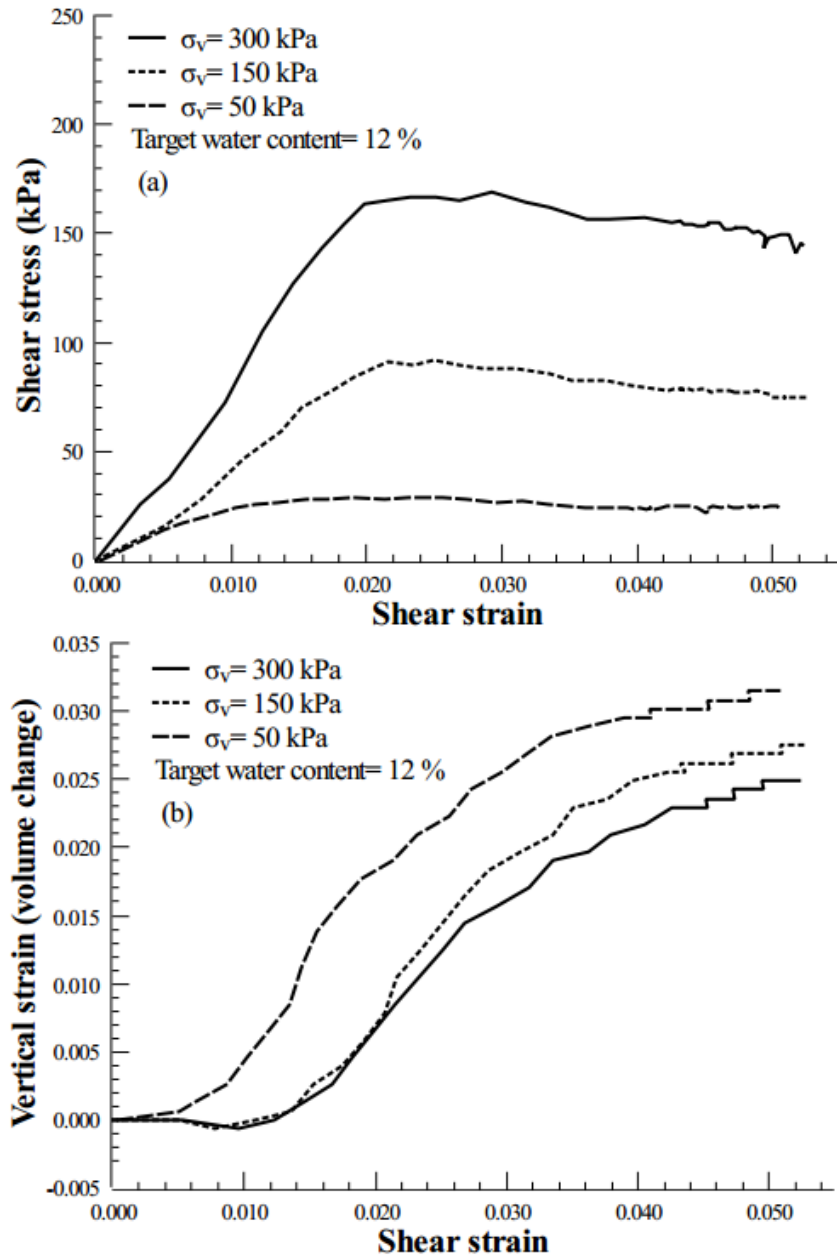 250
σv= 300 kPa
σv= 150 kPa
200
σv= 50 kPa
Target water content= 12 %
(a)
150
Shear stress (kPa)
100
50
0
0.000 0.010 0.020 0.030 0.040 0.050
Shear strain
0.035
σv= 300 kPa
0.030
σv= 150 kPa
σv= 50 kPa
0.025
Target water content= 12 %
(b)
0.020
Vertical strain (volume change)
0.015
0.010
0.005
0.000
-0.005
0.000 0.010 0.020 0.030 0.040 0.050
Shear strain